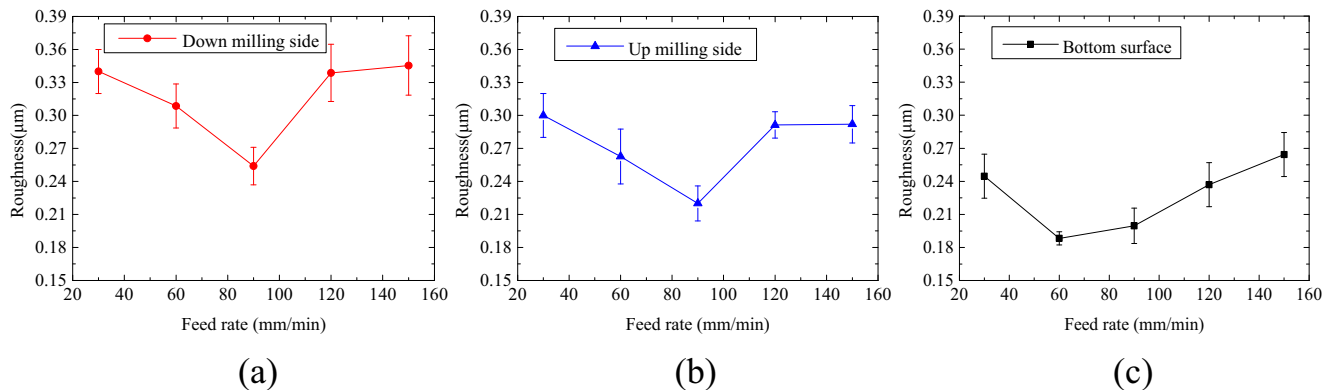 0.39
0.36
0.33
0.30
0.27
0.24
0.21
0.18
0.15
Roughness(μm)
Down milling side
20 40 60 80 100 120 140 160
Feed rate (mm/min)
(a)
0.39
0.36
0.33
0.30
0.27
0.24
0.21
0.18
0.15
Roughness(μm)
Up milling side
20 40 60 80 100 120 140 160
Feed rate (mm/min)
(b)
0.39
0.36
0.33
0.30
0.27
0.24
0.21
0.18
0.15
Roughness(μm)
Bottom surface
20 40 60 80 100 120 140 160
Feed rate (mm/min)
(c)